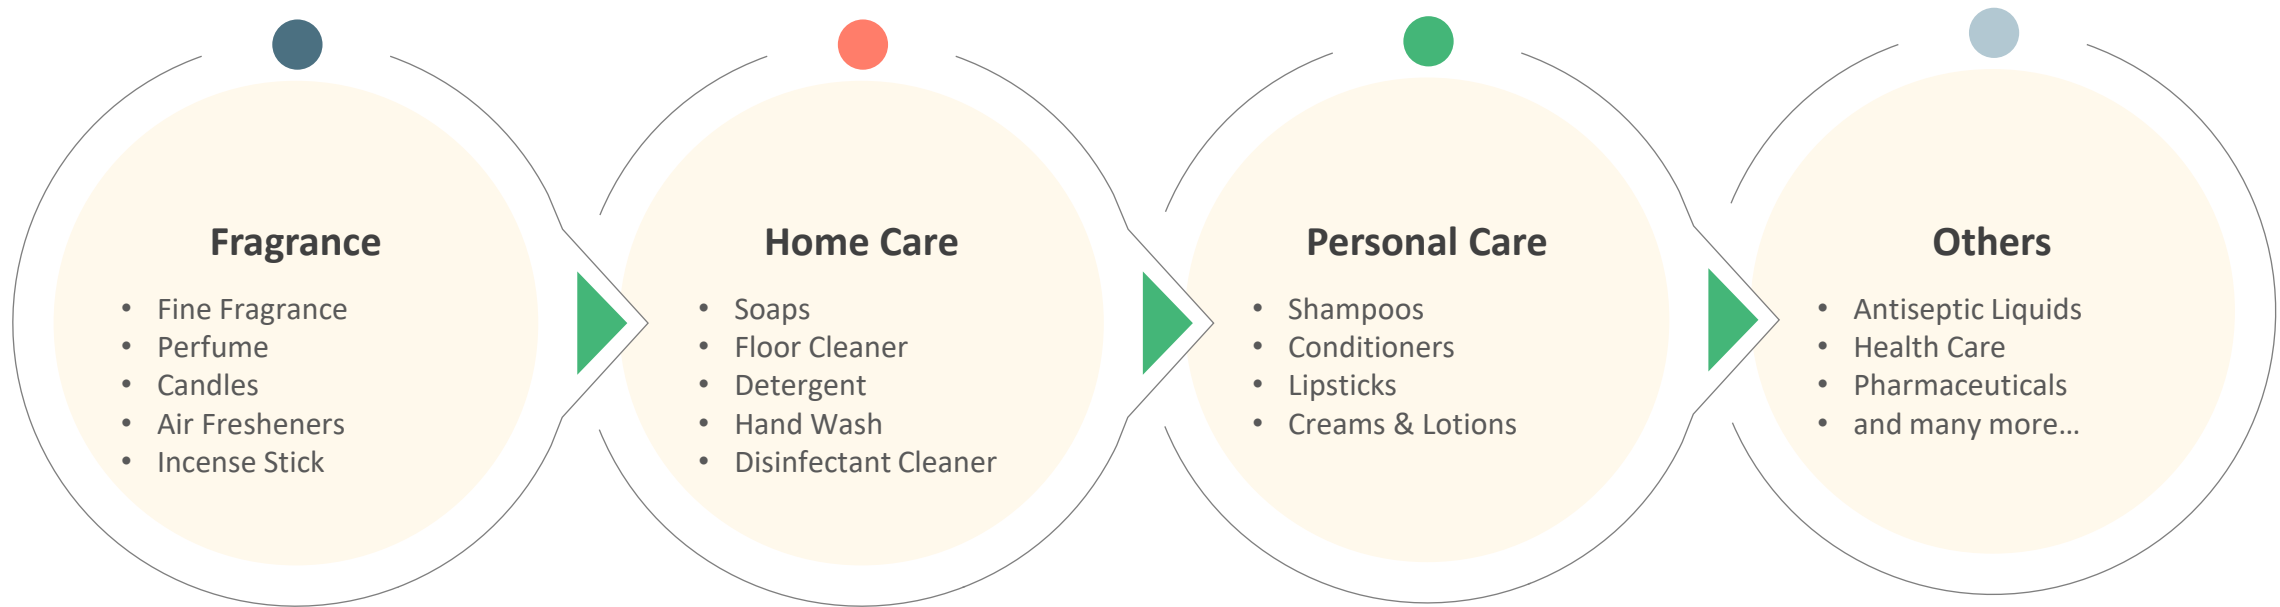 Fragrance
• Fine Fragrance
• Perfume
• Candles
• Air Fresheners
• Incense Stick
Home Care
• Soaps
• Floor Cleaner
• Detergent
• Hand Wash
• Disinfectant Cleaner
Personal Care
• Shampoos
• Conditioners
• Lipsticks
• Creams & Lotions
Others
• Antiseptic Liquids
• Health Care
• Pharmaceuticals
• and many more...